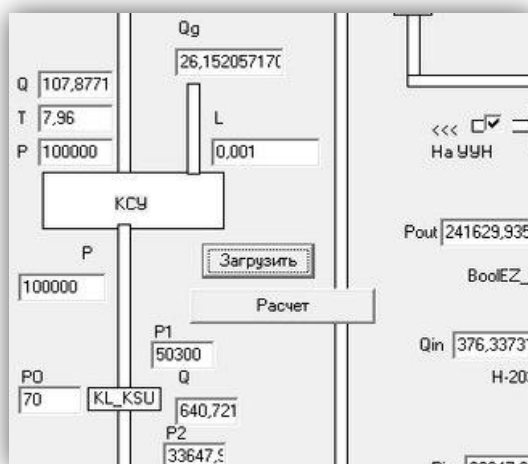 Qg
26,15205717(
Q 107,8771
T 7,96
L
P 100000
0,001
<<<
На УУН
КСУ
P
Pout 241629,935
Загрузить
100000
BoolEZ_
Расчет
P1
50300
Qin 376,3373
P0
Q
H-20
70
KL_KSU
640,721
P2
33647,9